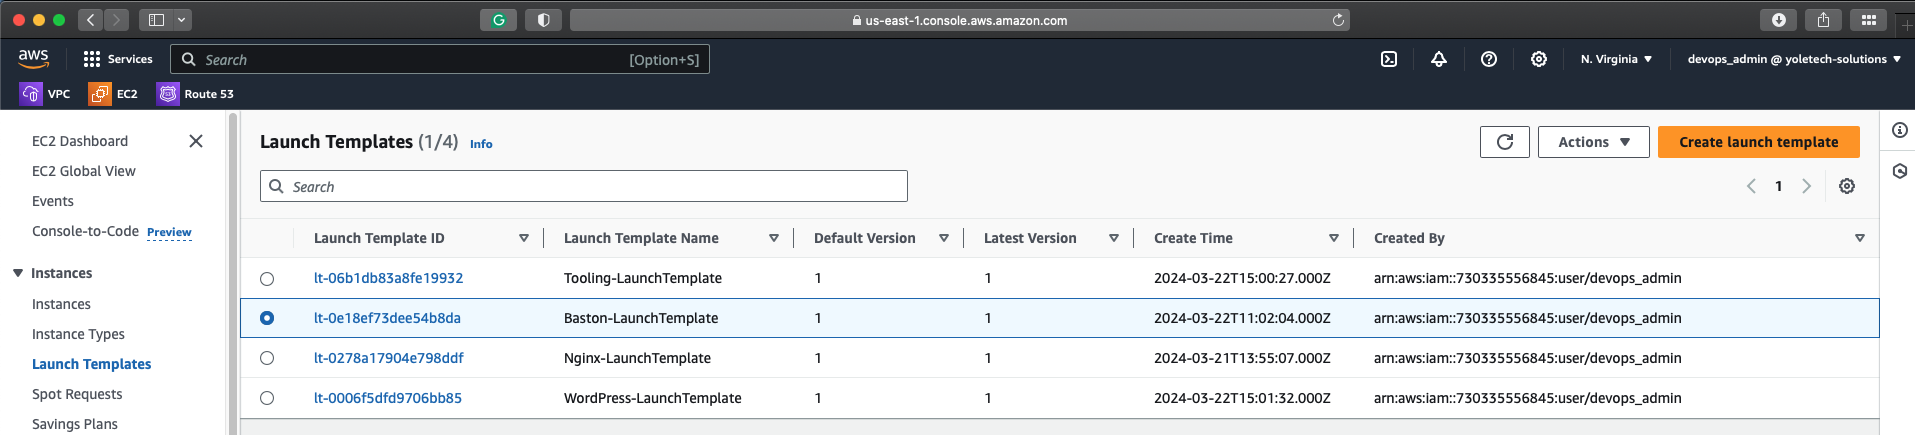 us-east-1.console.aws.amazon.com
aws Services Search [Option+S] N. Virginia devops_admin @ yoletech-solutions
VPC EC2 Route 53
EC2 Dashboard
EC2 Global View
Events
Console-to-Code Preview
Instances
Instances
Instance Types
Launch Templates
Spot Requests
Savings Plans
Launch Templates (1/4) Info Actions Create launch template
Search 1
Launch Template ID Launch Template Name Default Version Latest Version Create Time Created By
lt-06b1db83a8fe19932 Tooling-LaunchTemplate 1 1 2024-03-22T15:00:27.000Z arn:aws:iam::730335556845:user/devops_admin
lt-0e18ef73dee54b8da Baston-LaunchTemplate 1 1 2024-03-22T11:02:04.000Z arn:aws:iam::730335556845:user/devops_admin
lt-0278a17904e798ddf Nginx-LaunchTemplate 1 1 2024-03-21T13:55:07.000Z arn:aws:iam::730335556845:user/devops_admin
lt-0006f5dfd9706bb85 WordPress-LaunchTemplate 1 1 2024-03-22T15:01:32.000Z arn:aws:iam::730335556845:user/devops_admin